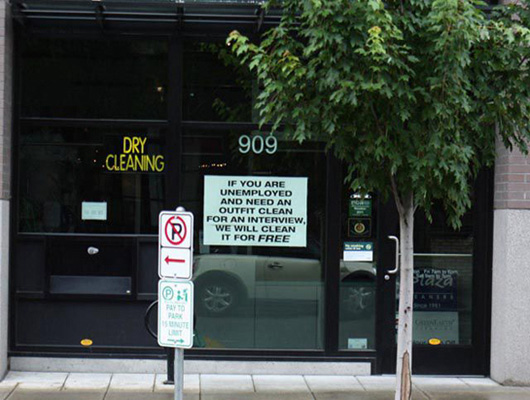 DRY
CLEANING
909
IF YOU ARE
UNEMPLOYED
AND NEED AN
OUTFIT CLEAN
FOR AN INTERVIEW,
WE WILL CLEAN
IT FOR FREE
P
P
PAY TO
PARK
15 MINUTE
LIMIT
Plaza
CLEANERS